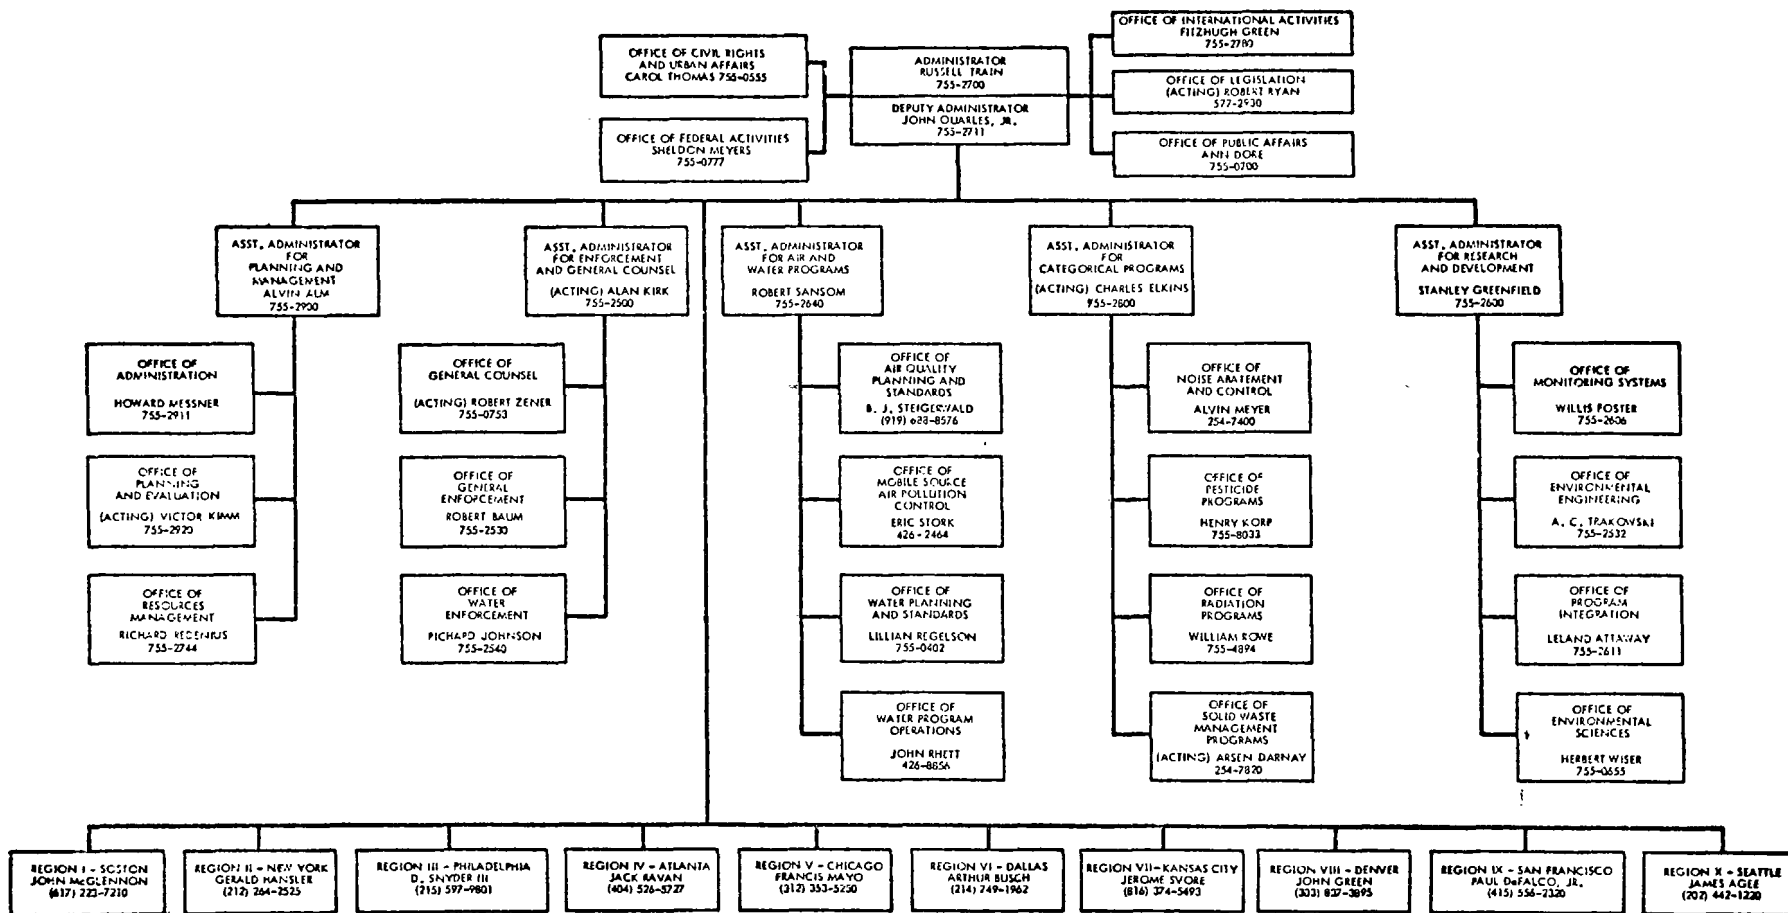 OFFICE OF CIVIL RIGHTS
AND URBAN AFFAIRS
CAROL THOMAS 755-0555
OFFICE OF FEDERAL ACTIVITIES
SHELDON MEYERS
755-0777
ADMINISTRATOR
RUSSELL TRAIN
755-2700
DEPUTY ADMINISTRATOR
JOHN QUARLES, JR.
755-2711
OFFICE OF INTERNATIONAL ACTIVITIES
FITZHUGH GREEN
755-2780
OFFICE OF LEGISLATION
(ACTING) ROBERT RYAN
522-2930
OFFICE OF PUBLIC AFFAIRS
ANN DORE
755-0700
ASST. ADMINISTRATOR
FOR
PLANNING AND
MANAGEMENT
ALVIN ALM
755-2900
OFFICE OF
ADMINISTRATION
HOWARD MESSNER
755-2911
OFFICE OF
PLANNING
AND EVALUATION
(ACTING) VICTOR KIMM
755-2920
OFFICE OF
RESOURCES
MANAGEMENT
RICHARD REDENIUS
755-2744
ASST. ADMINISTRATOR
FOR ENFORCEMENT
AND GENERAL COUNSEL
(ACTING) ALAN KIRK
755-2500
OFFICE OF
GENERAL COUNSEL
(ACTING) ROBERT ZENER
755-0753
OFFICE OF
GENERAL
ENFORCEMENT
ROBERT BAUM
755-2530
OFFICE OF
WATER
ENFORCEMENT
RICHARD JOHNSON
755-2540
ASST. ADMINISTRATOR
FOR AIR AND
WATER PROGRAMS
ROBERT SANSOM
755-2640
OFFICE OF
AIR QUALITY
PLANNING AND
STANDARDS
B. J. STEIGERWALD
(919) 688-8576
OFFICE OF
MOBILE SOURCE
AIR POLLUTION
CONTROL
ERIC STORK
426-2464
OFFICE OF
WATER PLANNING
AND STANDARDS
LILLIAN REGELSON
755-0402
OFFICE OF
WATER PROGRAM
OPERATIONS
JOHN RHETT
426-8856
ASST. ADMINISTRATOR
FOR
CATEGORICAL PROGRAMS
(ACTING) CHARLES ELKINS
755-2800
OFFICE OF
NOISE ABATEMENT
AND CONTROL
ALVIN MEYER
254-7400
OFFICE OF
PESTICIDE
PROGRAMS
HENRY KORP
755-8033
OFFICE OF
RADIATION
PROGRAMS
WILLIAM ROWE
755-4894
OFFICE OF
SOLID WASTE
MANAGEMENT
PROGRAMS
(ACTING) ARSEN DARNAY
254-7820
ASST. ADMINISTRATOR
FOR RESEARCH
AND DEVELOPMENT
STANLEY GREENFIELD
755-2600
OFFICE OF
MONITORING SYSTEMS
WILLIS FOSTER
755-2606
OFFICE OF
ENVIRONMENTAL
ENGINEERING
A. C. TRAKOWSKI
755-2532
OFFICE OF
PROGRAM
INTEGRATION
LELAND ATTAWAY
755-2611
OFFICE OF
ENVIRONMENTAL
SCIENCES
HERBERT WISER
755-0655
REGION I - BOSTON
JOHN McGLENNON
(617) 223-7210
REGION II - NEW YORK
GERALD HANSLER
(212) 264-2525
REGION III - PHILADELPHIA
D. SNYDER III
(215) 597-9801
REGION IV - ATLANTA
JACK RAVAN
(404) 526-5727
REGION V - CHICAGO
FRANCIS MAYO
(312) 353-5250
REGION VI - DALLAS
ARTHUR BUSCH
(214) 749-1962
REGION VII - KANSAS CITY
JEROME SVORE
(816) 374-5493
REGION VIII - DENVER
JOHN GREEN
(303) 837-3895
REGION IX - SAN FRANCISCO
PAUL DeFALCO, JR.
(415) 556-2320
REGION X - SEATTLE
JAMES AGEE
(202) 442-1220